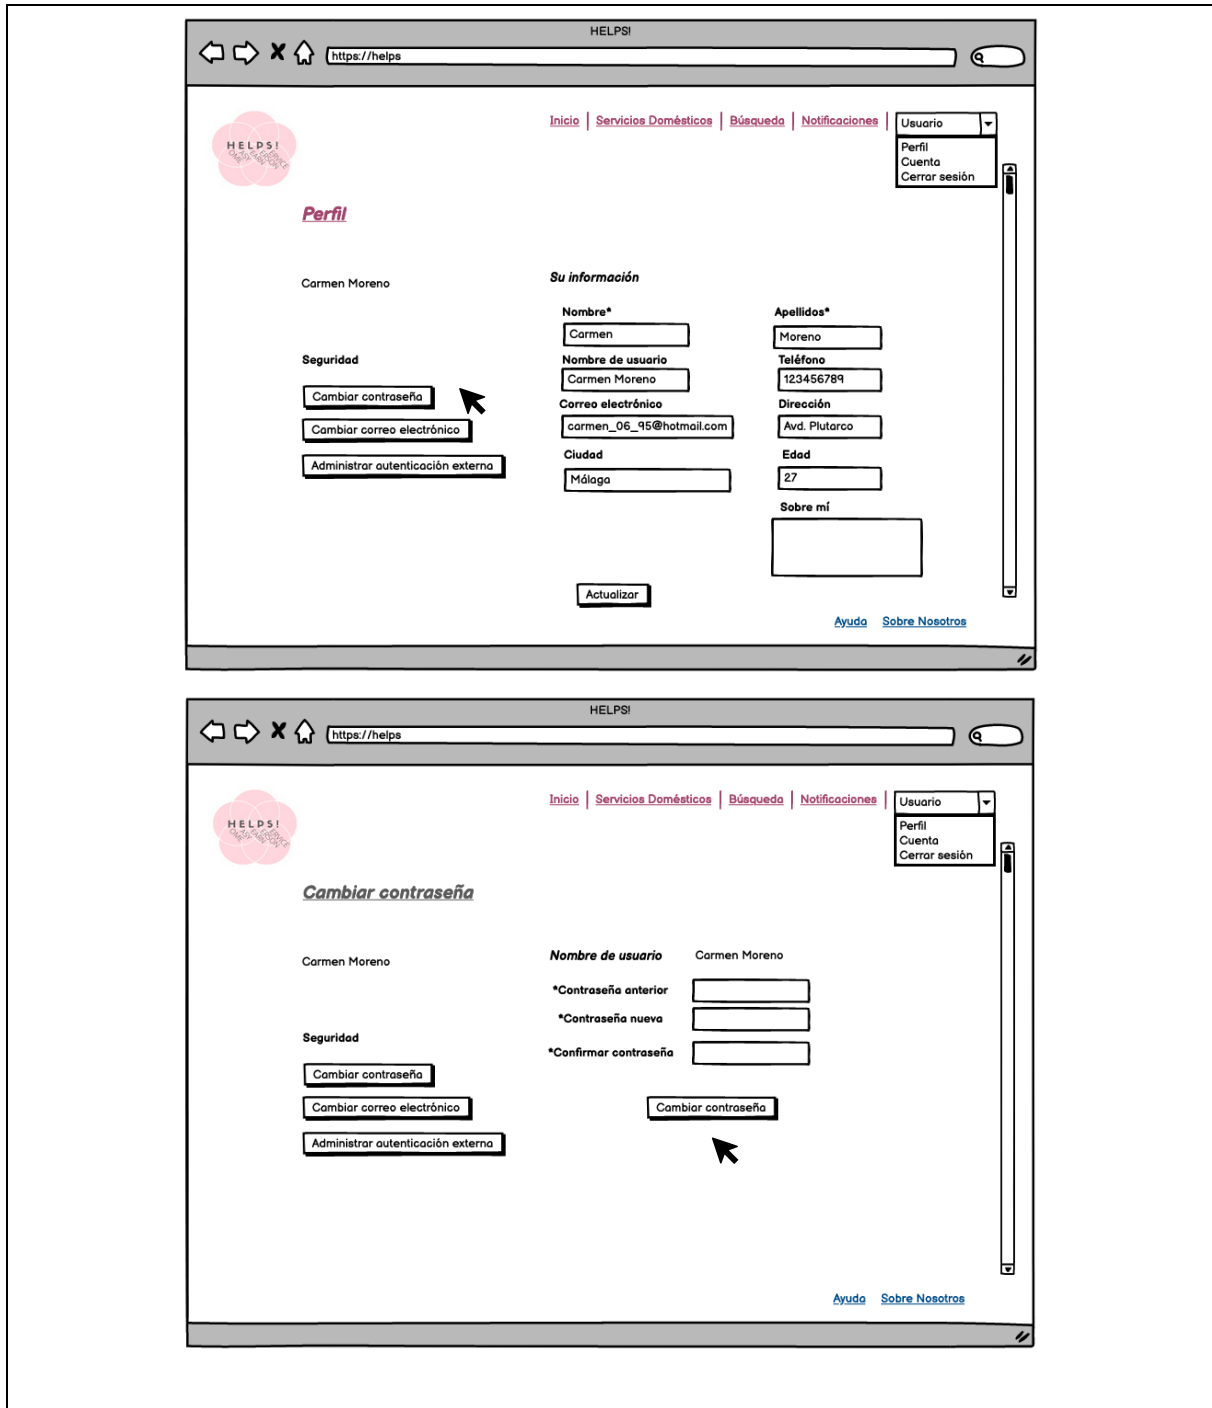 HELPS!
https://helps
Inicio Servicios Domésticos Búsqueda Notificaciones Usuario
Perfil
Cuenta
Cerrar sesión
HELPS!
Perfil
Carmen Moreno
Su información
Nombre* Apellidos*
Carmen Moreno
Seguridad Nombre de usuario Teléfono
Carmen Moreno 123456789
Cambiar contraseña
Correo electrónico Dirección
Cambiar correo electrónico carmen_06_95@hotmail.com Avd. Plutarco
Ciudad Edad
Administrar autenticación externa Málaga 27
Sobre mí
Actualizar
Ayuda Sobre Nosotros
HELPS!
https://helps
Inicio Servicios Domésticos Búsqueda Notificaciones Usuario
Perfil
Cuenta
Cerrar sesión
HELPS!
Cambiar contraseña
Carmen Moreno
Nombre de usuario Carmen Moreno
*Contraseña anterior
*Contraseña nueva
Seguridad
*Confirmar contraseña
Cambiar contraseña
Cambiar correo electrónico Cambiar contraseña
Administrar autenticación externa
Ayuda Sobre Nosotros